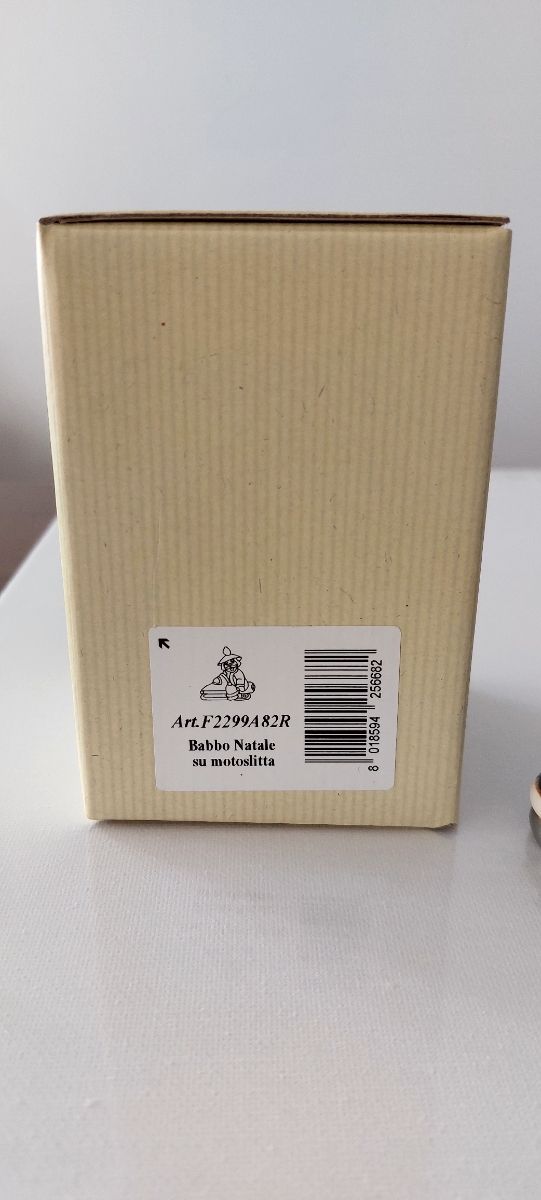 Art.F2299A82R
Babbo Natale
su motoslitta
8 018594 256682